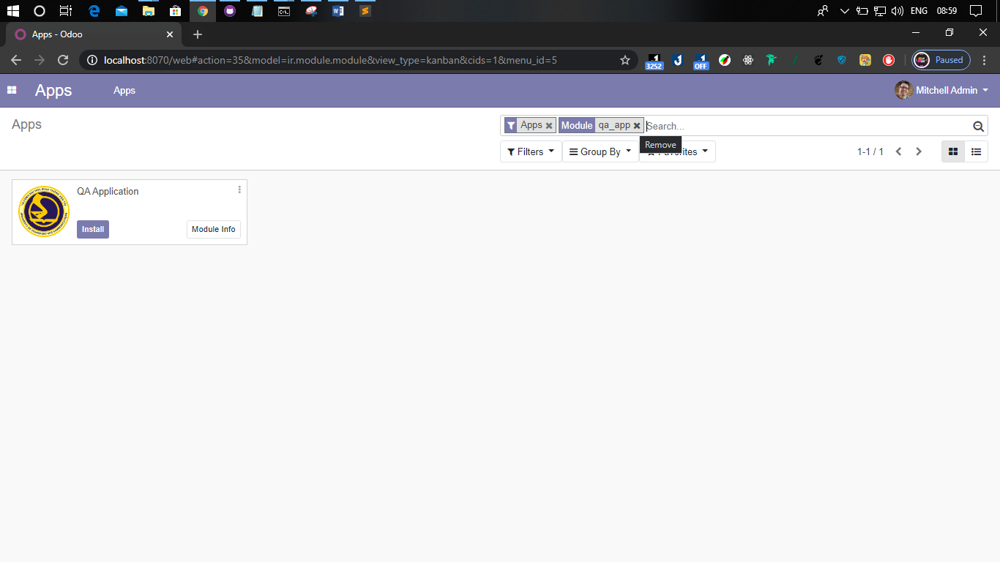 ENG 08:59
Apps - Odoo
localhost:8070/web#action=35&model=ir.module.module&view_type=kanban&cids=1&menu_id=5
3252
OFF
Paused
Apps
Apps
Mitchell Admin
Apps
Apps
Module qa_app
Search...
Remove
Filters
Group By
Favorites
1-1 / 1
QA Application
Install
Module Info